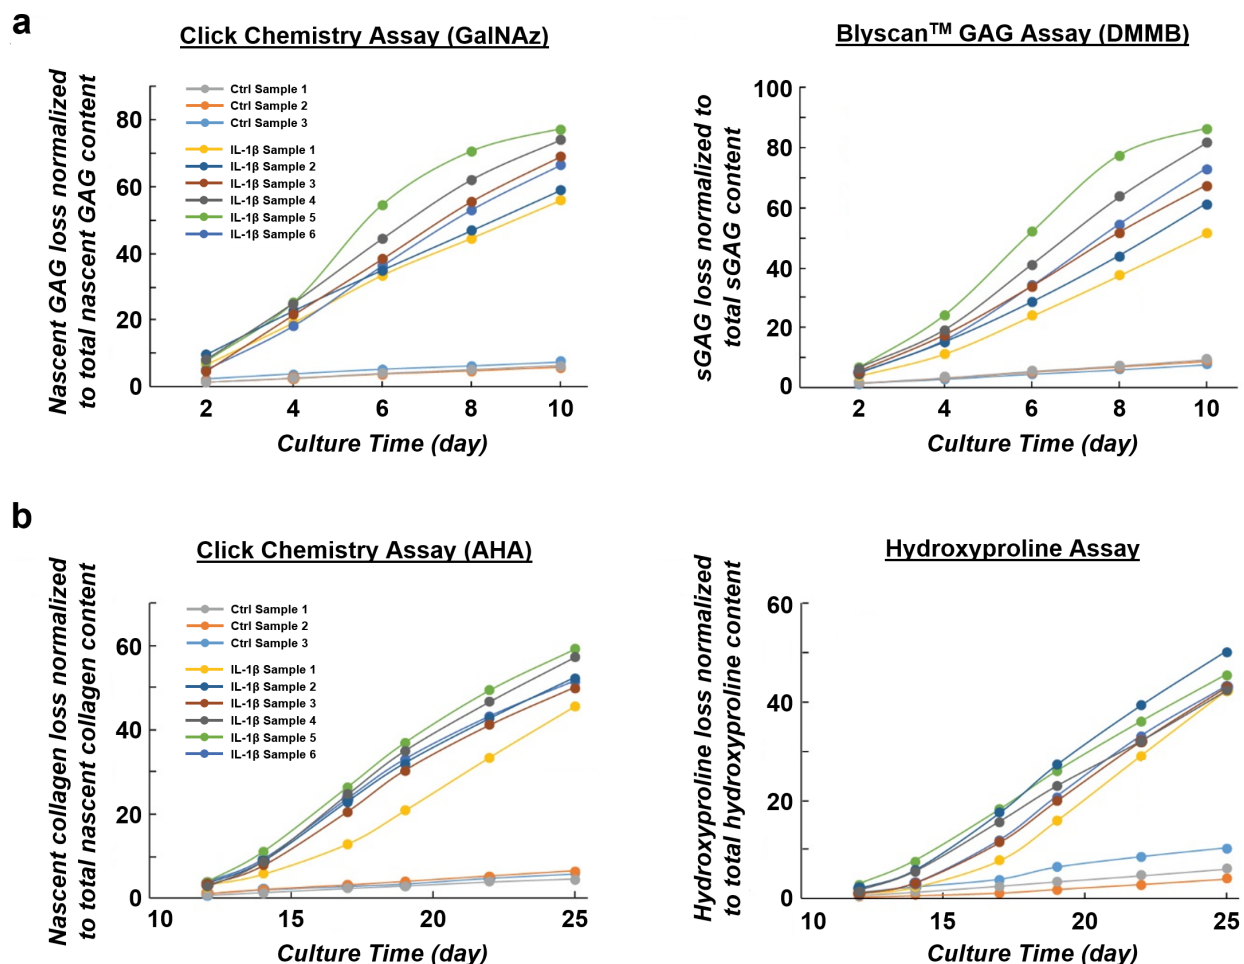 a
Click Chemistry Assay (GalNAz)
Nascent GAG loss normalized
to total nascent GAG content
80
60
40
20
0
Ctrl Sample 1
Ctrl Sample 2
Ctrl Sample 3
IL-1β Sample 1
IL-1β Sample 2
IL-1β Sample 3
IL-1β Sample 4
IL-1β Sample 5
IL-1β Sample 6
2 4 6 8 10
Culture Time (day)
Blyscan™ GAG Assay (DMMB)
sGAG loss normalized to
total sGAG content
100
80
60
40
20
0
2 4 6 8 10
Culture Time (day)
b
Click Chemistry Assay (AHA)
Nascent collagen loss normalized
to total nascent collagen content
60
40
20
0
Ctrl Sample 1
Ctrl Sample 2
Ctrl Sample 3
IL-1β Sample 1
IL-1β Sample 2
IL-1β Sample 3
IL-1β Sample 4
IL-1β Sample 5
IL-1β Sample 6
10 15 20 25
Culture Time (day)
Hydroxyproline Assay
Hydroxyproline loss normalized
to total hydroxyproline content
60
40
20
0
10 15 20 25
Culture Time (day)